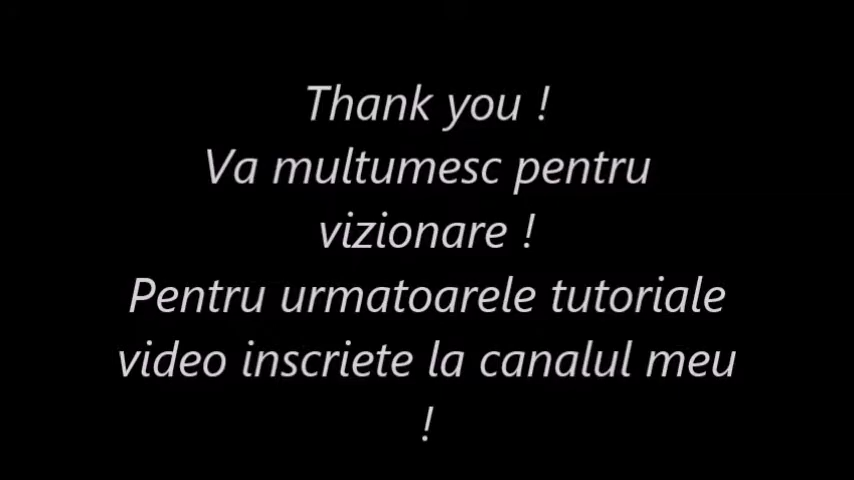 Thank you !
Va multumesc pentru
vizionare !
Pentru urmatoarele tutoriale
video inscriete la canalul meu
!